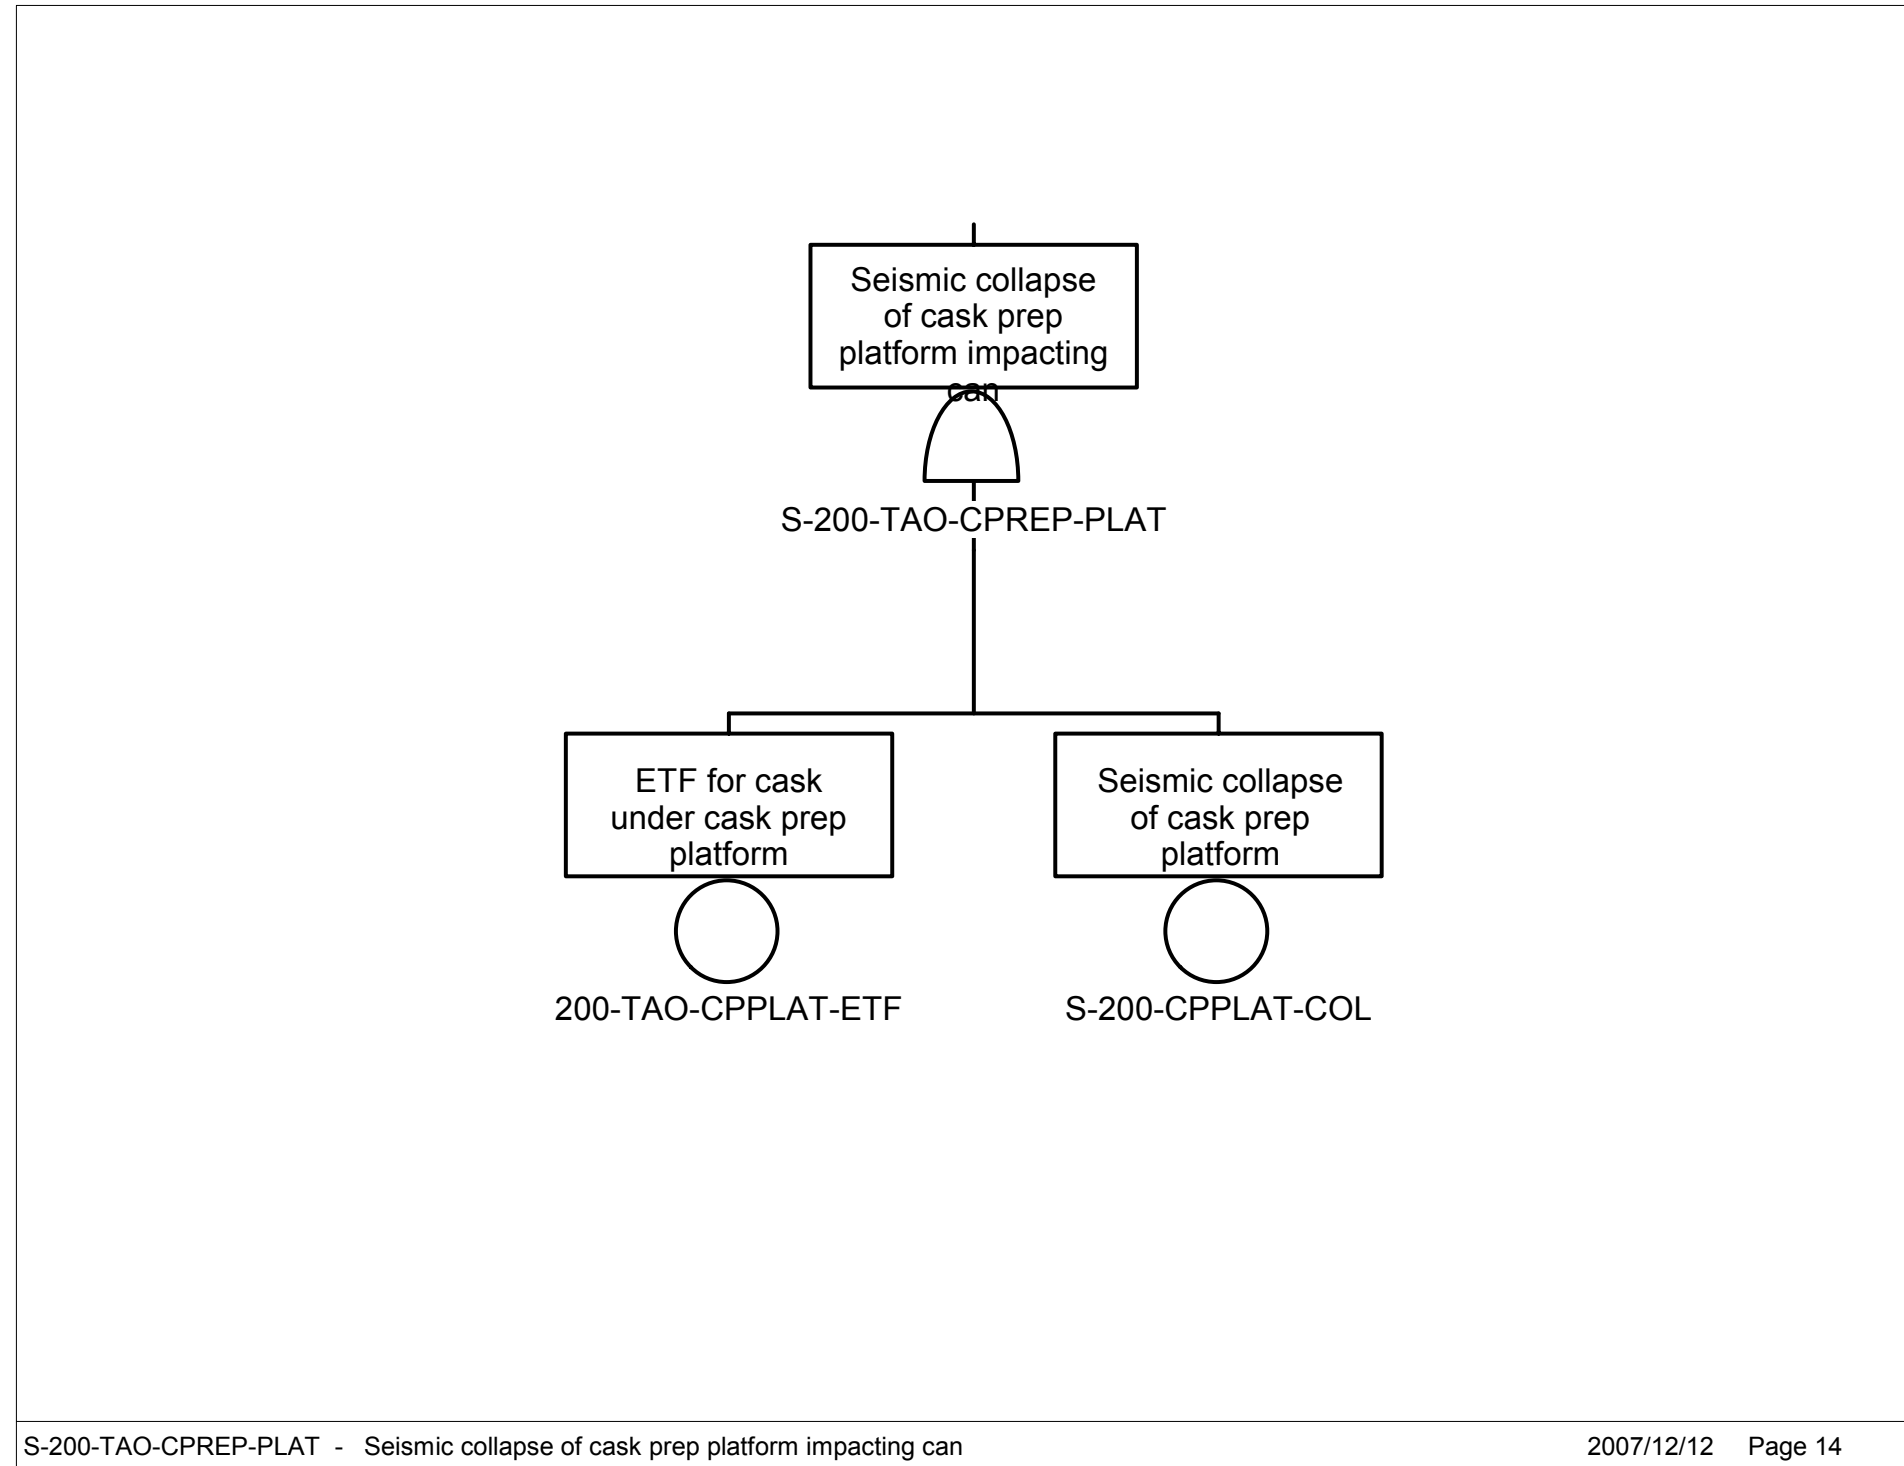 Seismic collapse
of cask prep
platform impacting
can
S-200-TAO-CPREP-PLAT
ETF for cask
under cask prep
platform
200-TAO-CPPLAT-ETF
Seismic collapse
of cask prep
platform
S-200-CPPLAT-COL
S-200-TAO-CPREP-PLAT - Seismic collapse of cask prep platform impacting can
2007/12/12 Page 14